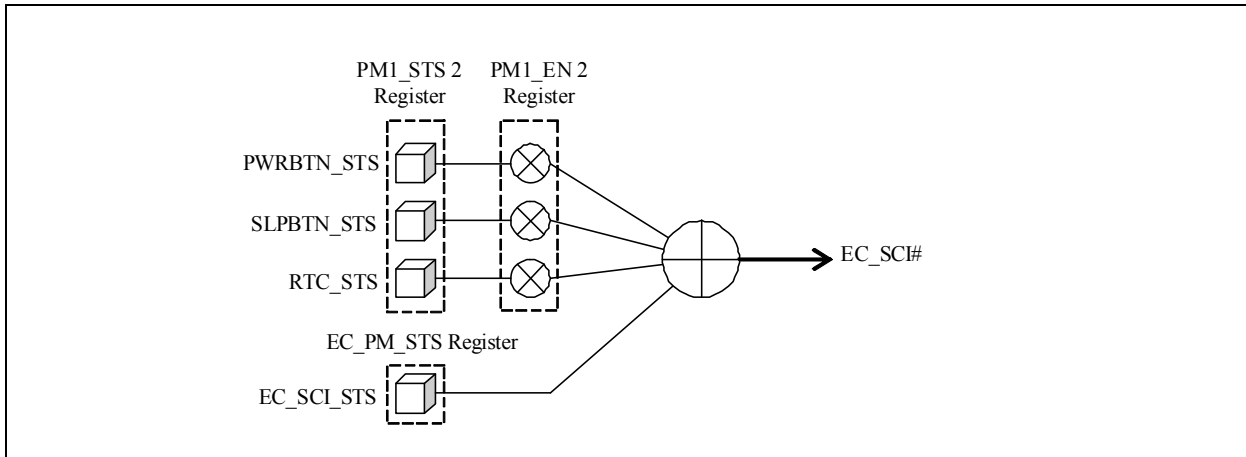 PM1_STS 2
Register
PM1_EN 2
Register
PWRBTN_STS
SLPBTN_STS
RTC_STS
EC_SCI#
EC_PM_STS Register
EC_SCI_STS